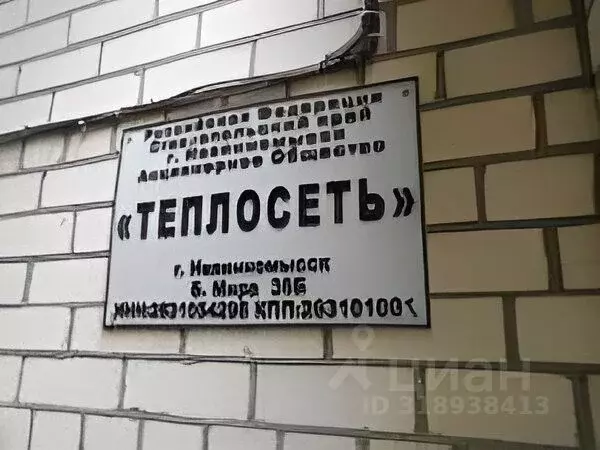 Российская Федерация
Ставропольский край
г. Невинномысск
Акционерное Общество
«ТЕПЛОСЕТЬ»
г. Невинномысск
б. Мира
циан
ID 318938413